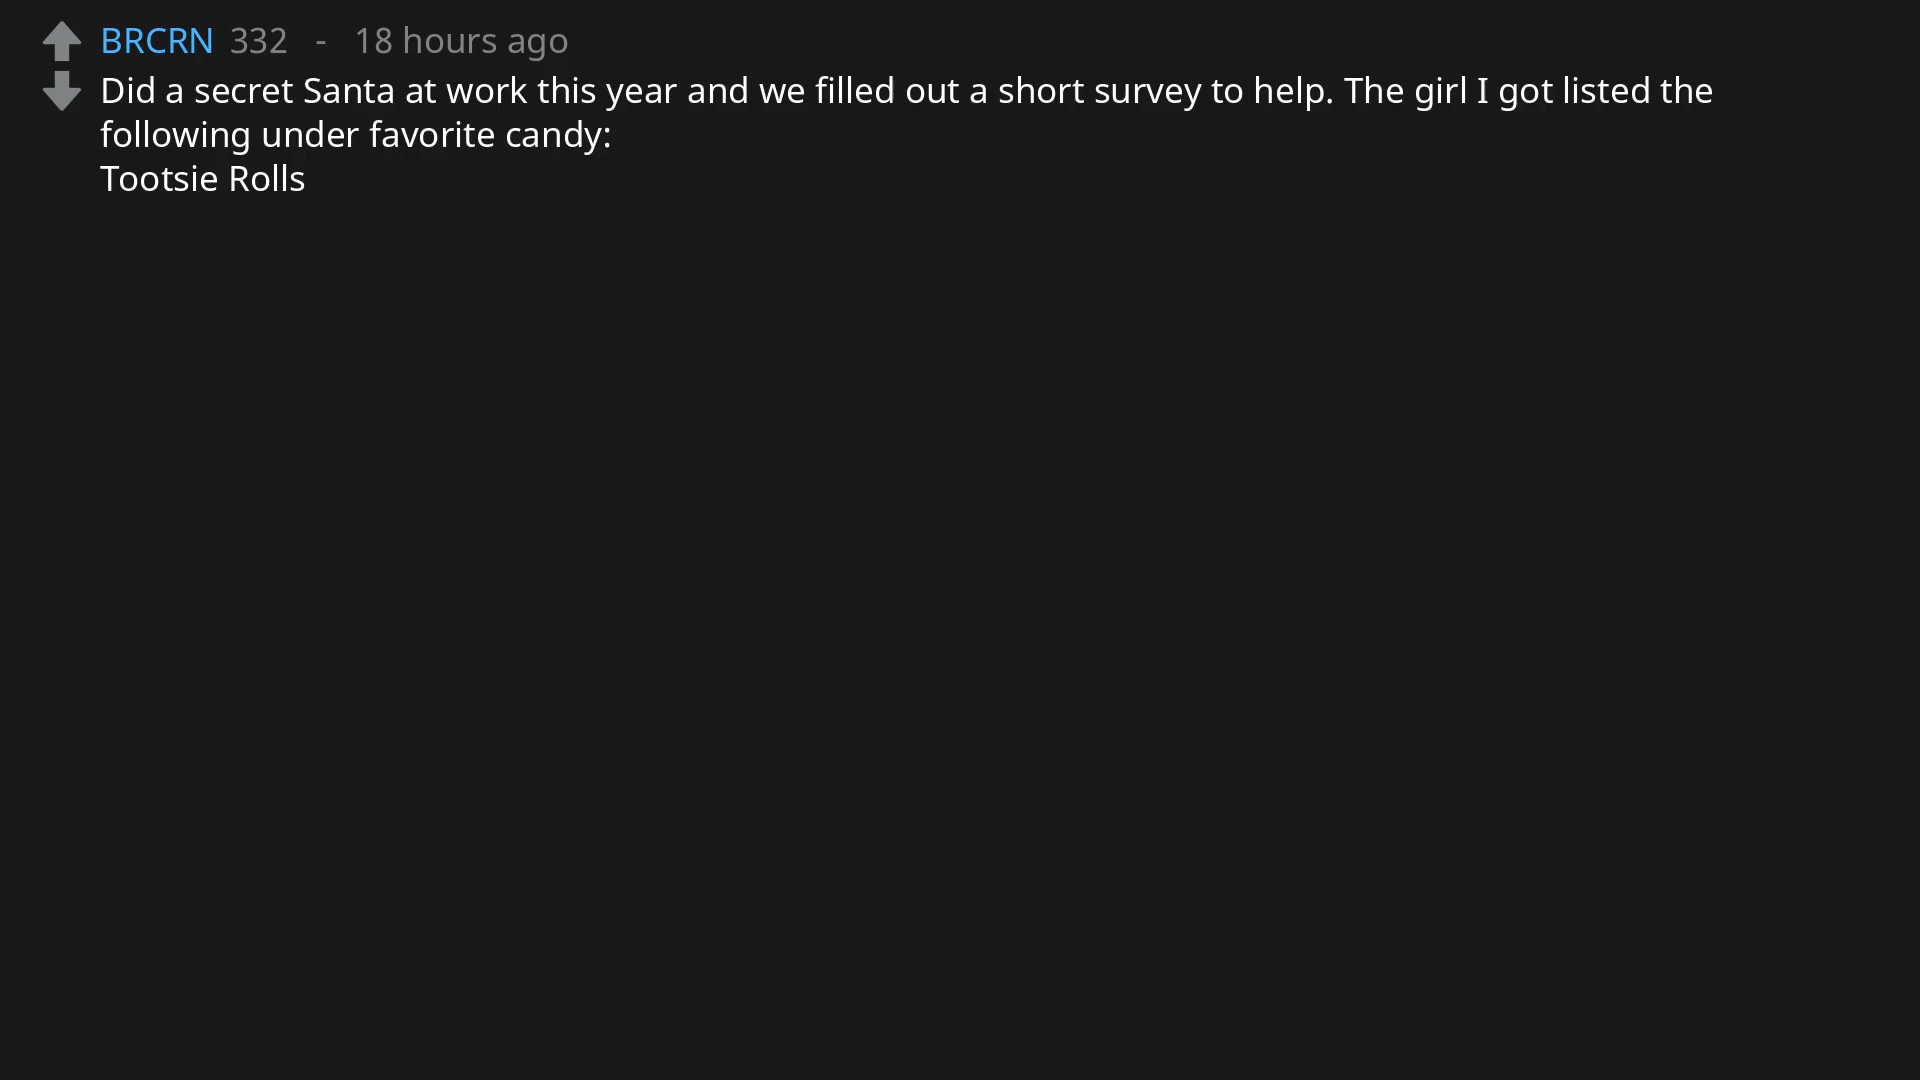 BRCRN 332 - 18 hours ago
Did a secret Santa at work this year and we filled out a short survey to help. The girl I got listed the
following under favorite candy:
Tootsie Rolls